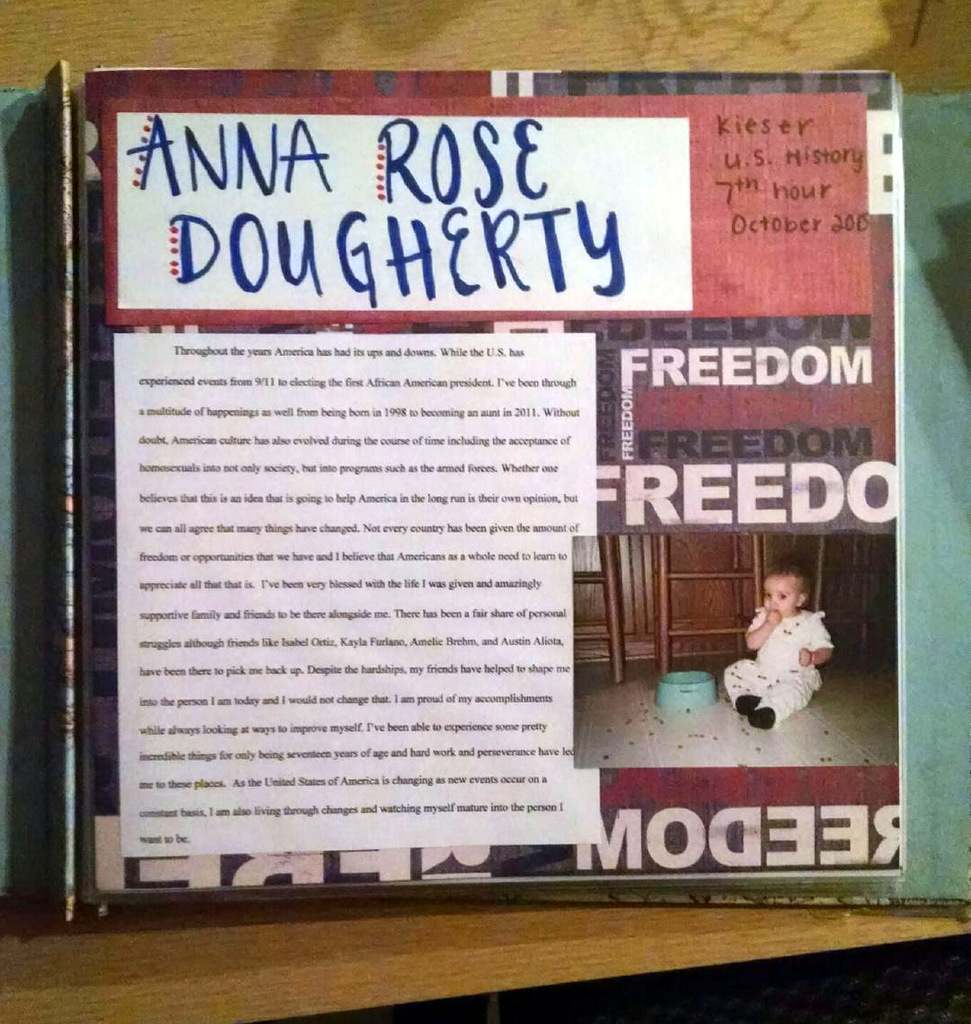 ANNA ROSE
DOUGHERTY
Kieser
U.S. History
7th hour
October
Throughout the years America has had its ups and downs. While the U.S. has
experienced events from 9/11 to electing the first African American president. I've been through
a multitude of happenings as well from being born in 1998 to becoming an aunt in 2011. Without
doubt, American culture has also evolved during the course of time including the acceptance of
homosexuals into not only society, but into programs such as the armed forces. Whether one
believes that this is an idea that is going to help America in the long run is their own opinion, but
we can all agree that many things have changed. Not every country has been given the amount of
freedom or opportunities that we have and I believe that Americans as a whole need to learn to
appreciate all that that is. I've been very blessed with the life I was given and amazingly
supportive family and friends to be there alongside me. There has been a fair share of personal
struggles although friends like Isabel Ortiz, Kayla Furlano, Amelie Brehm, and Austin Aliota,
have been there to pick me back up. Despite the hardships, my friends have helped to shape me
into the person I am today and I would not change that. I am proud of my accomplishments
while always looking at ways to improve myself. I've been able to experience some pretty
incredible things for only being seventeen years of age and hard work and perseverance have led
me to these places. As the United States of America is changing as new events occur on a
constant basis, I am also living through changes and watching myself mature into the person I
want to be.
FREEDOM
FREEDOM
FREEDOM
FREEDOM
FREEDOM
FREEDO
FREEDOM